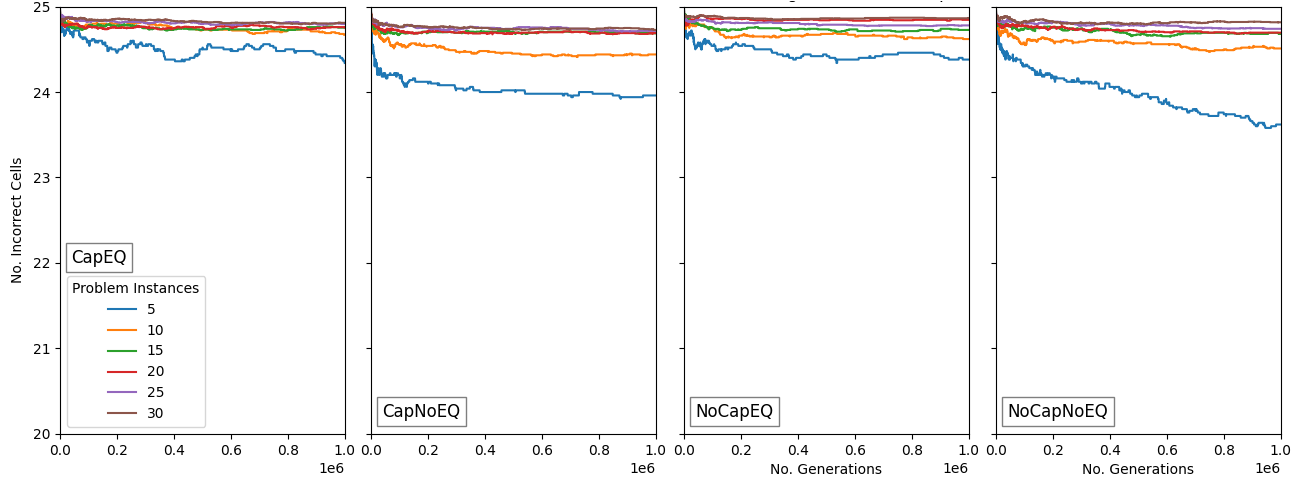 25
24
23
22
21
20
No. Incorrect Cells
CapEQ
Problem Instances
5
10
15
20
25
30
0.0 0.2 0.4 0.6 0.8 1.0
1e6
CapNoEQ
0.0 0.2 0.4 0.6 0.8 1.0
1e6
NoCapEQ
0.0 0.2 0.4 0.6 0.8 1.0
No. Generations 1e6
NoCapNoEQ
0.0 0.2 0.4 0.6 0.8 1.0
No. Generations 1e6